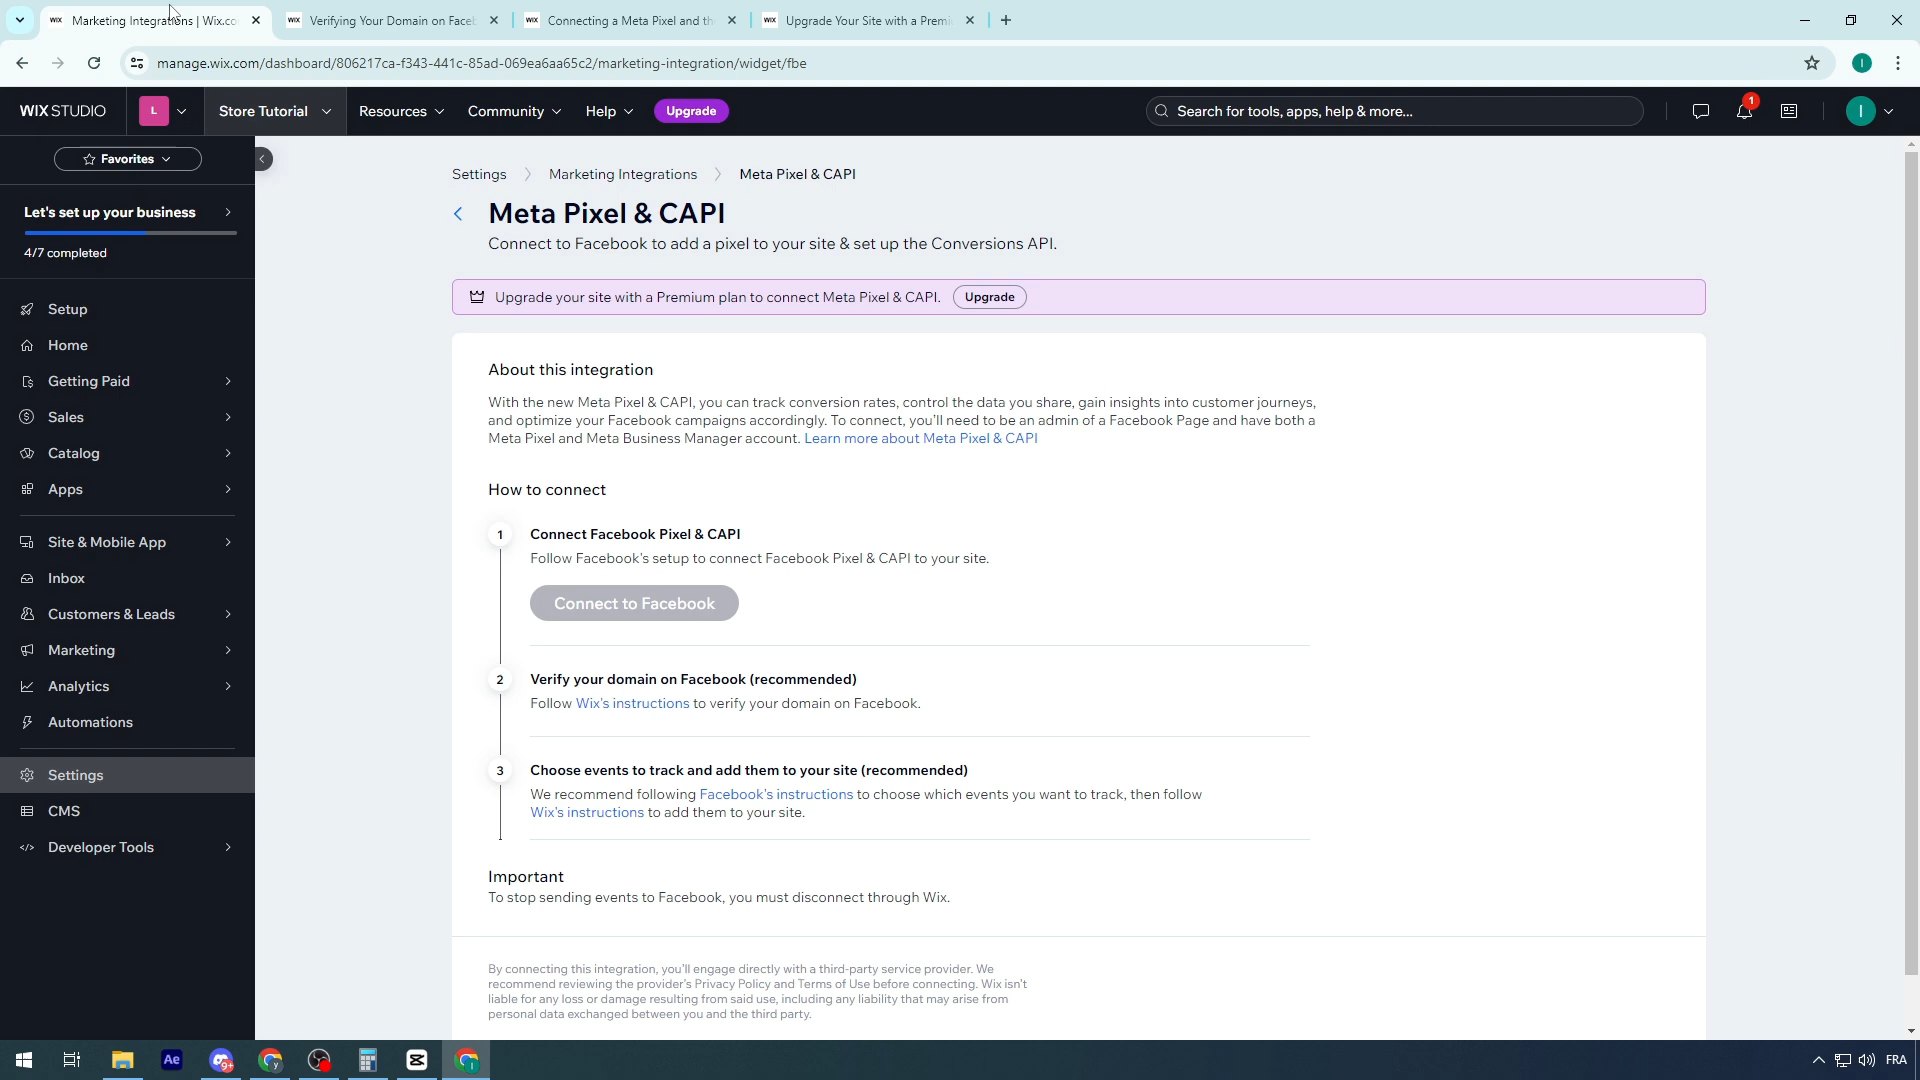 Marketing Integrations | Wix.co
Verifying Your Domain on Faceb
Connecting a Meta Pixel and th
Upgrade Your Site with a Premi
manage.wix.com/dashboard/806217ca-f343-441c-85ad-069ea6aa65c2/marketing-integration/widget/fbe
WIX STUDIO
L
Store Tutorial
Resources
Community
Help
Upgrade
Search for tools, apps, help & more...
1
I
Favorites
Let's set up your business
4/7 completed
Setup
Home
Getting Paid
Sales
Catalog
Apps
Site & Mobile App
Inbox
Customers & Leads
Marketing
Analytics
Automations
Settings
CMS
Developer Tools
Settings
Marketing Integrations
Meta Pixel & CAPI
Meta Pixel & CAPI
Connect to Facebook to add a pixel to your site & set up the Conversions API.
Upgrade your site with a Premium plan to connect Meta Pixel & CAPI.
Upgrade
About this integration
With the new Meta Pixel & CAPI, you can track conversion rates, control the data you share, gain insights into customer journeys,
and optimize your Facebook campaigns accordingly. To connect, you'll need to be an admin of a Facebook Page and have both a
Meta Pixel and Meta Business Manager account. Learn more about Meta Pixel & CAPI
How to connect
1
Connect Facebook Pixel & CAPI
Follow Facebook's setup to connect Facebook Pixel & CAPI to your site.
Connect to Facebook
2
Verify your domain on Facebook (recommended)
Follow Wix's instructions to verify your domain on Facebook.
3
Choose events to track and add them to your site (recommended)
We recommend following Facebook's instructions to choose which events you want to track, then follow
Wix's instructions to add them to your site.
Important
To stop sending events to Facebook, you must disconnect through Wix.
By connecting this integration, you'll engage directly with a third-party service provider. We
recommend reviewing the provider's Privacy Policy and Terms of Use before connecting. Wix isn't
liable for any loss or damage resulting from said use, including any liability that may arise from
personal data exchanged between you and the third party.
Ae
9+
FRA